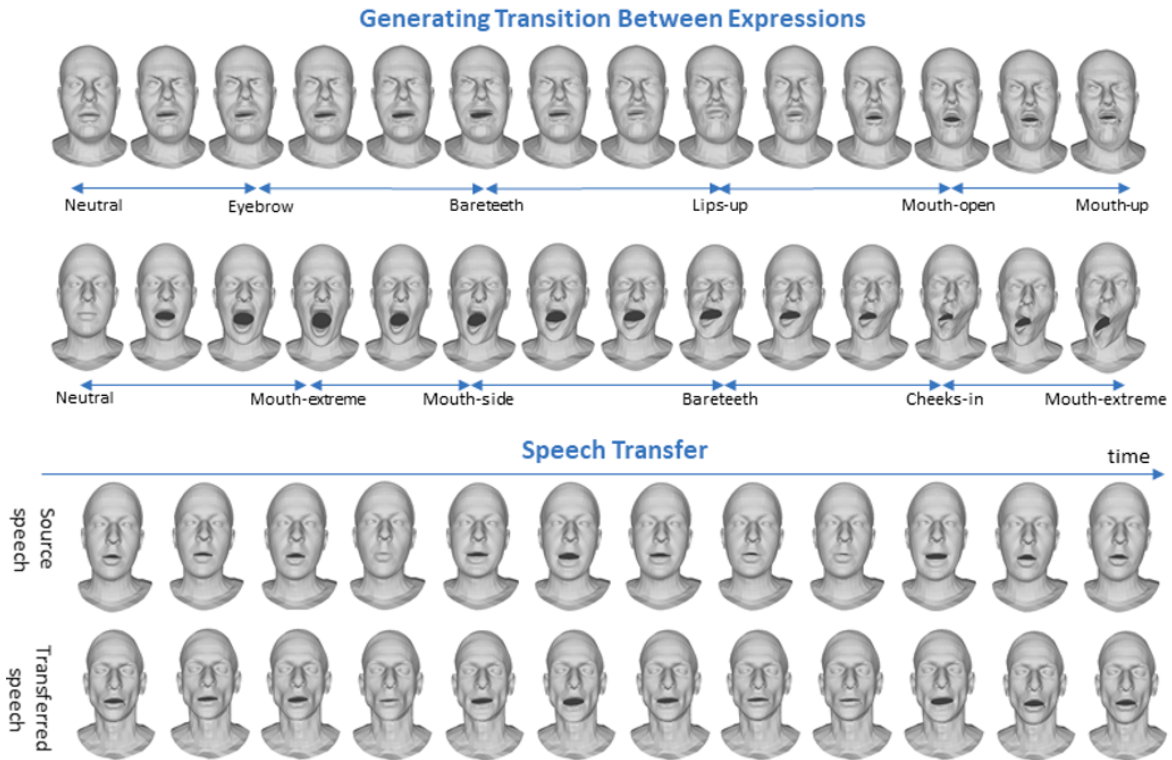 Generating Transition Between Expressions
Neutral Eyebrow Bareteeth Lips-up Mouth-open Mouth-up
Neutral Mouth-extreme Mouth-side Bareteeth Cheeks-in Mouth-extreme
Speech Transfer
time
Source
speech
Transferred
speech